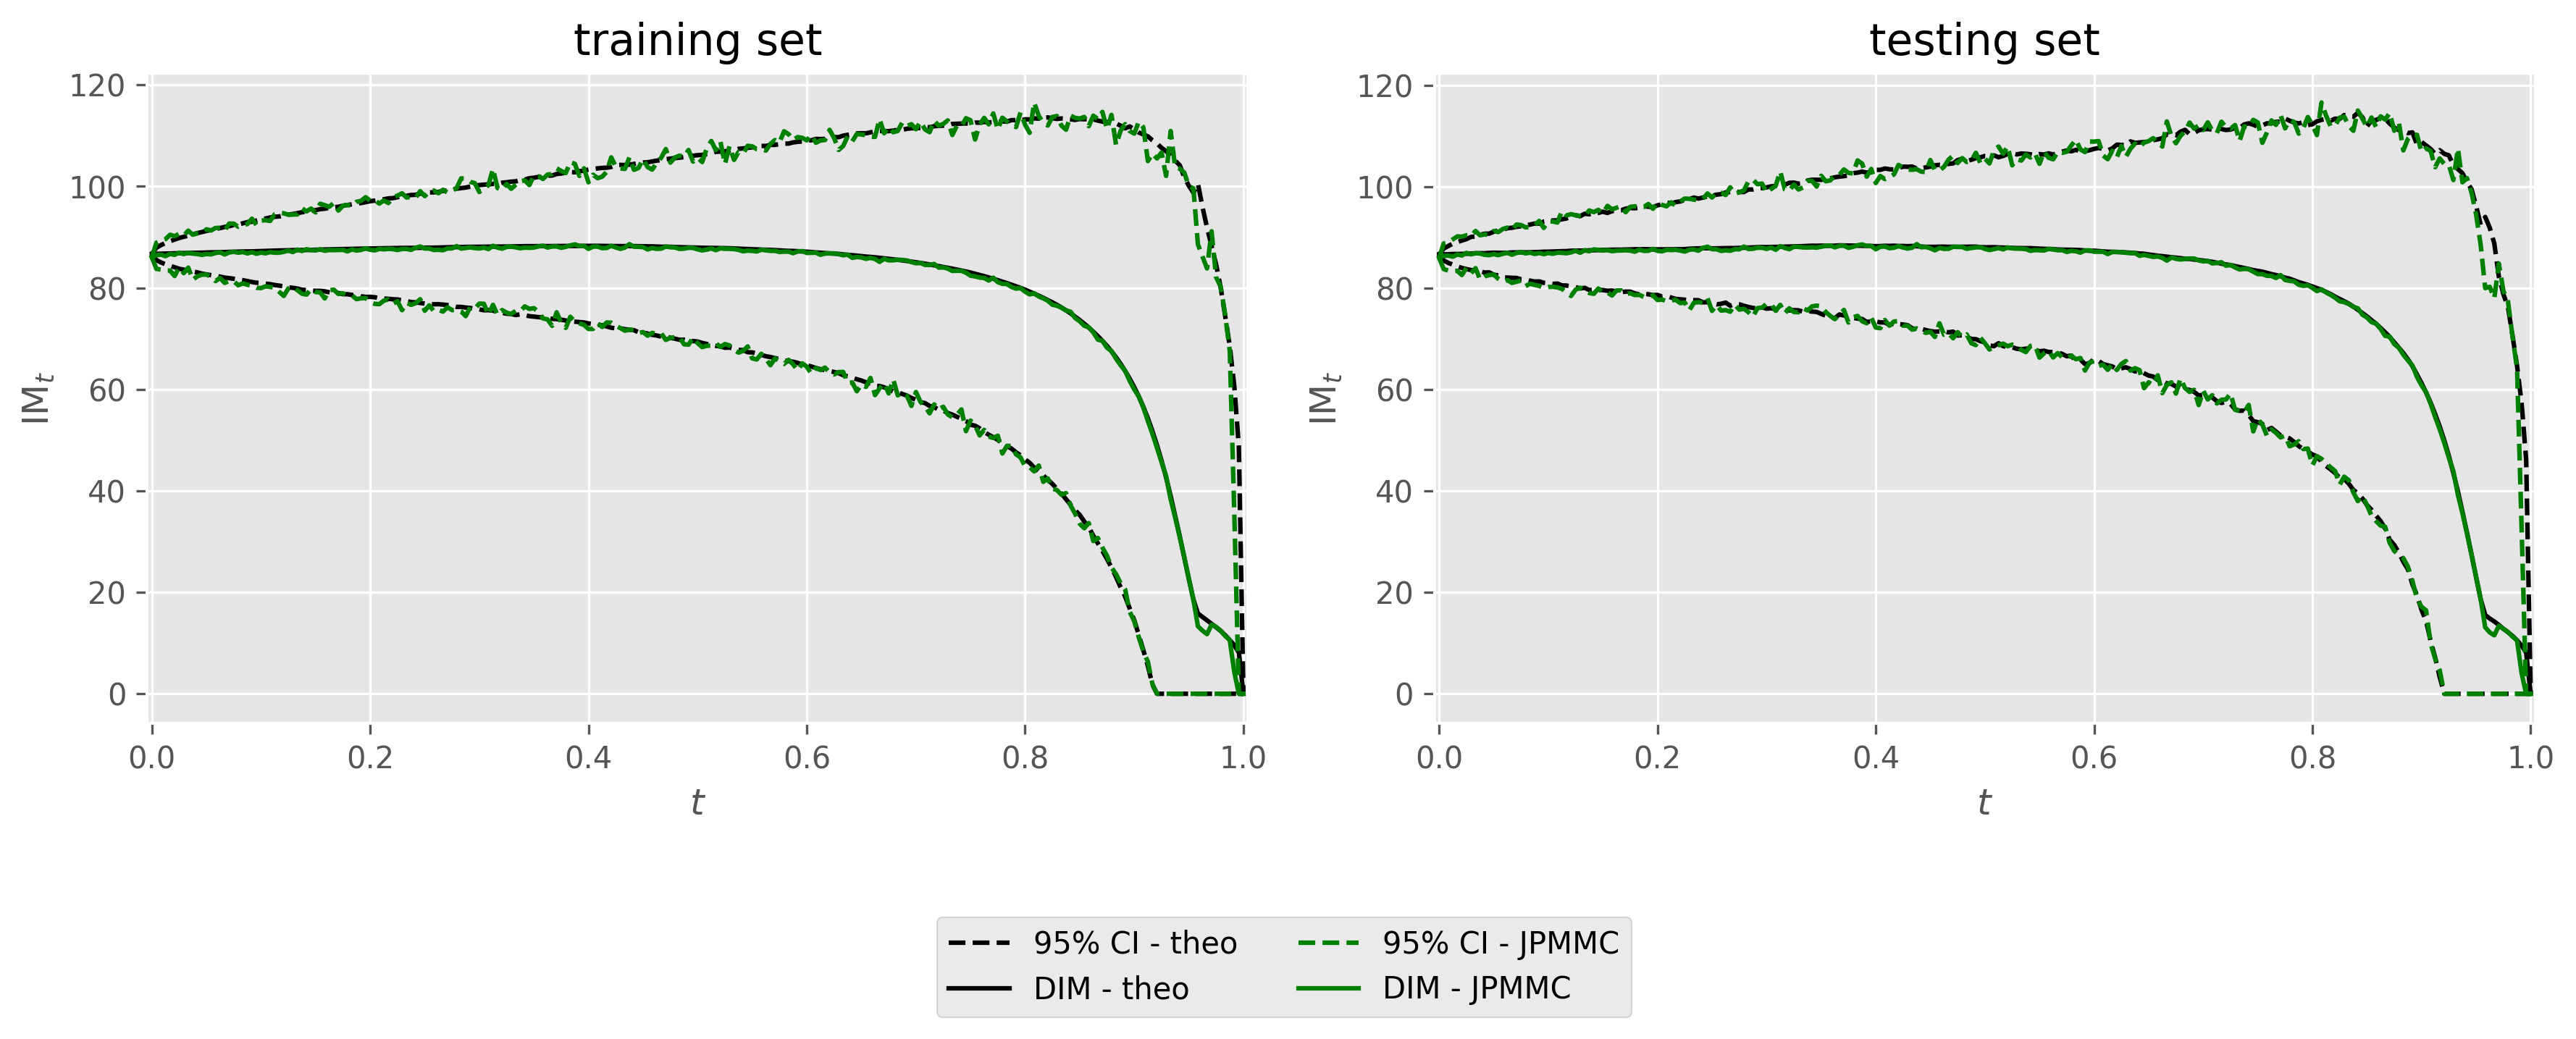 training set
testing set
120
100
80
60
40
20
0
IM_t
0.0 0.2 0.4 0.6 0.8 1.0
t
120
100
80
60
40
20
0
IM_t
0.0 0.2 0.4 0.6 0.8 1.0
t
95% CI - theo
DIM - theo
95% CI - JPMMC
DIM - JPMMC